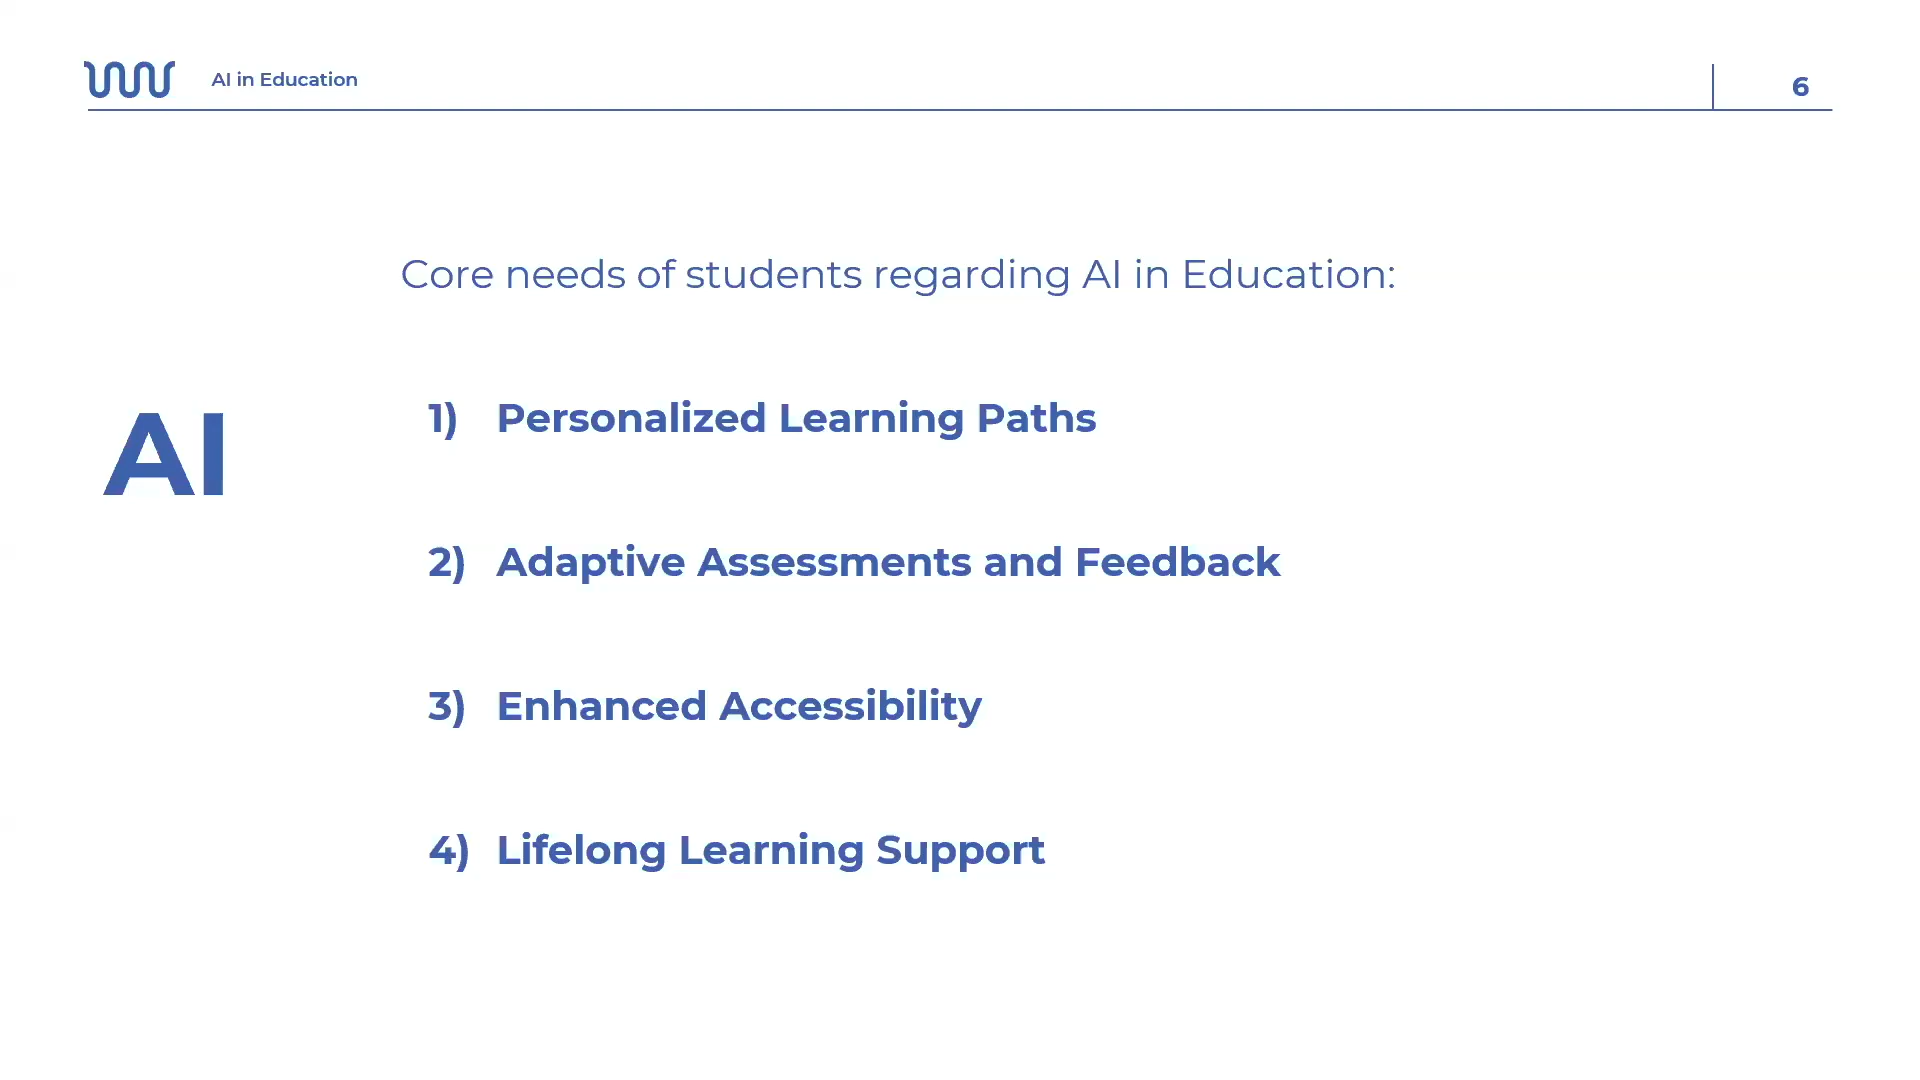 AI in Education
6
Core needs of students regarding AI in Education:
AI
1) Personalized Learning Paths
2) Adaptive Assessments and Feedback
3) Enhanced Accessibility
4) Lifelong Learning Support